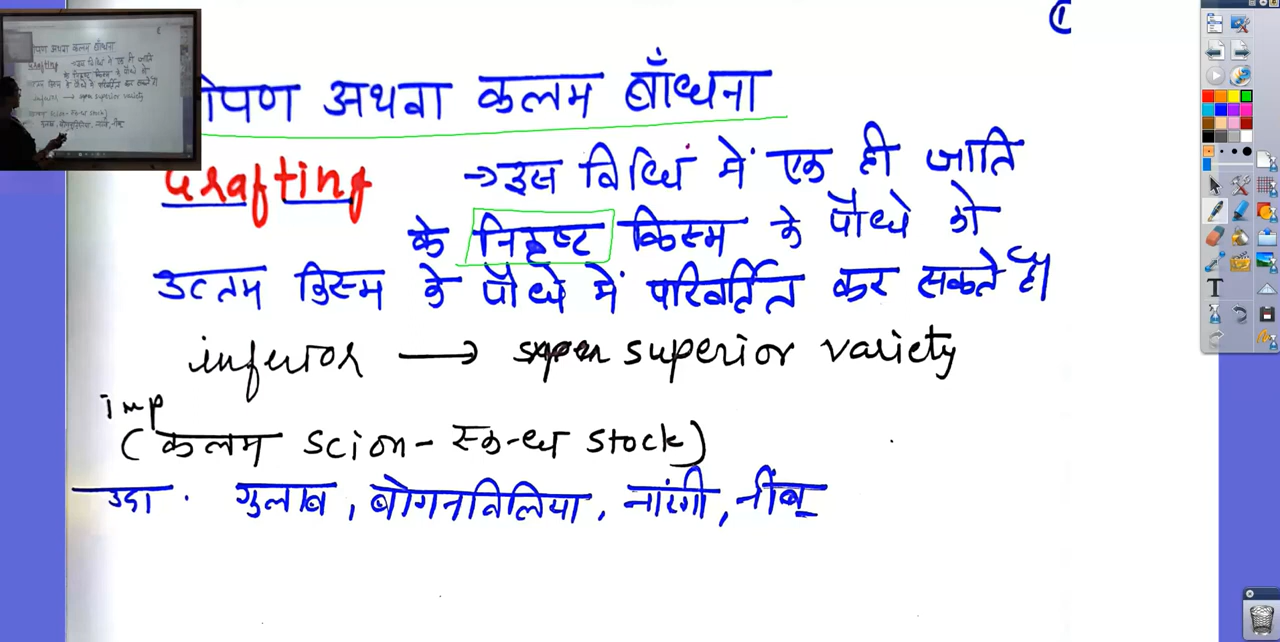 ोपण अथवा कलम बाँधना
Grafting → इस विधि में एक ही जाति
के निकृष्ट किस्म के पौधे को
उत्तम किस्म के पौधे में परिवर्तित कर सकते है।
inferior → superior variety
imp
(कलम scion - स्कन्ध stock)
उदा. गुलाब, बोगनविलिया, नारंगी, नींबू